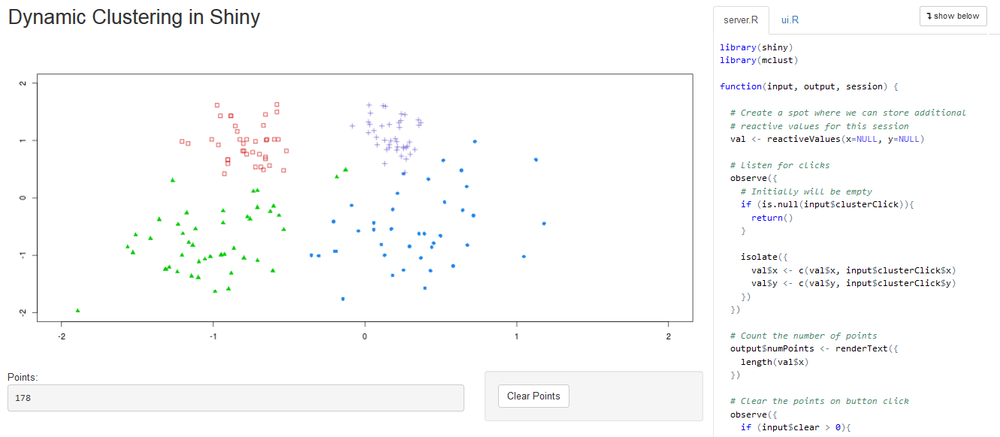 Dynamic Clustering in Shiny
2
1
0
-1
-2
-2
-1
0
1
2
Points:
178
Clear Points
server.R
ui.R
↴ show below
library(shiny)
library(mclust)
function(input, output, session) {
# Create a spot where we can store additional
# reactive values for this session
val <- reactiveValues(x=NULL, y=NULL)
# Listen for clicks
observe({
# Initially will be empty
if (is.null(input$clusterClick)){
return()
}
isolate({
val$x <- c(val$x, input$clusterClick$x)
val$y <- c(val$y, input$clusterClick$y)
})
})
# Count the number of points
output$numPoints <- renderText({
length(val$x)
})
# Clear the points on button click
observe({
if (input$clear > 0){